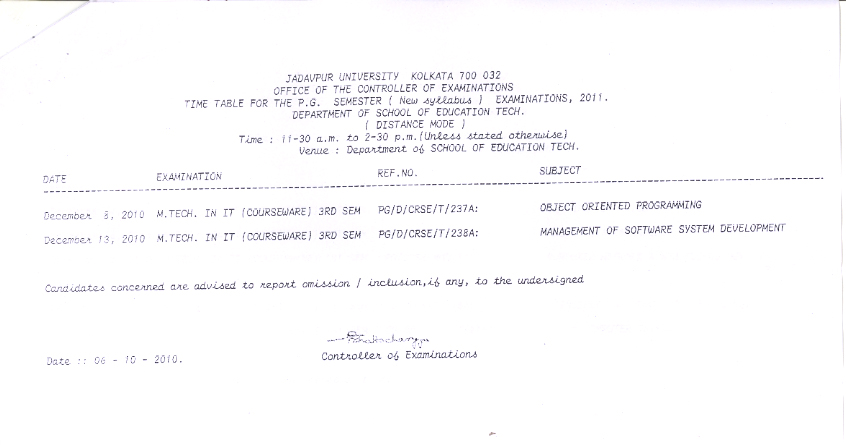 JADAVPUR UNIVERSITY KOLKATA 700 032
OFFICE OF THE CONTROLLER OF EXAMINATIONS
TIME TABLE FOR THE P.G. SEMESTER ( New syllabus ) EXAMINATIONS, 2011.
DEPARTMENT OF SCHOOL OF EDUCATION TECH.
( DISTANCE MODE )
Time : 11-30 a.m. to 2-30 p.m.(Unless stated otherwise)
Venue : Department of SCHOOL OF EDUCATION TECH.
DATE EXAMINATION REF.NO. SUBJECT
December 8, 2010 M.TECH. IN IT (COURSEWARE) 3RD SEM PG/D/CRSE/T/237A: OBJECT ORIENTED PROGRAMMING
December 13, 2010 M.TECH. IN IT (COURSEWARE) 3RD SEM PG/D/CRSE/T/238A: MANAGEMENT OF SOFTWARE SYSTEM DEVELOPMENT
Candidates concerned are advised to report omission / inclusion,if any, to the undersigned
Controller of Examinations
Date :: 06 - 10 - 2010.